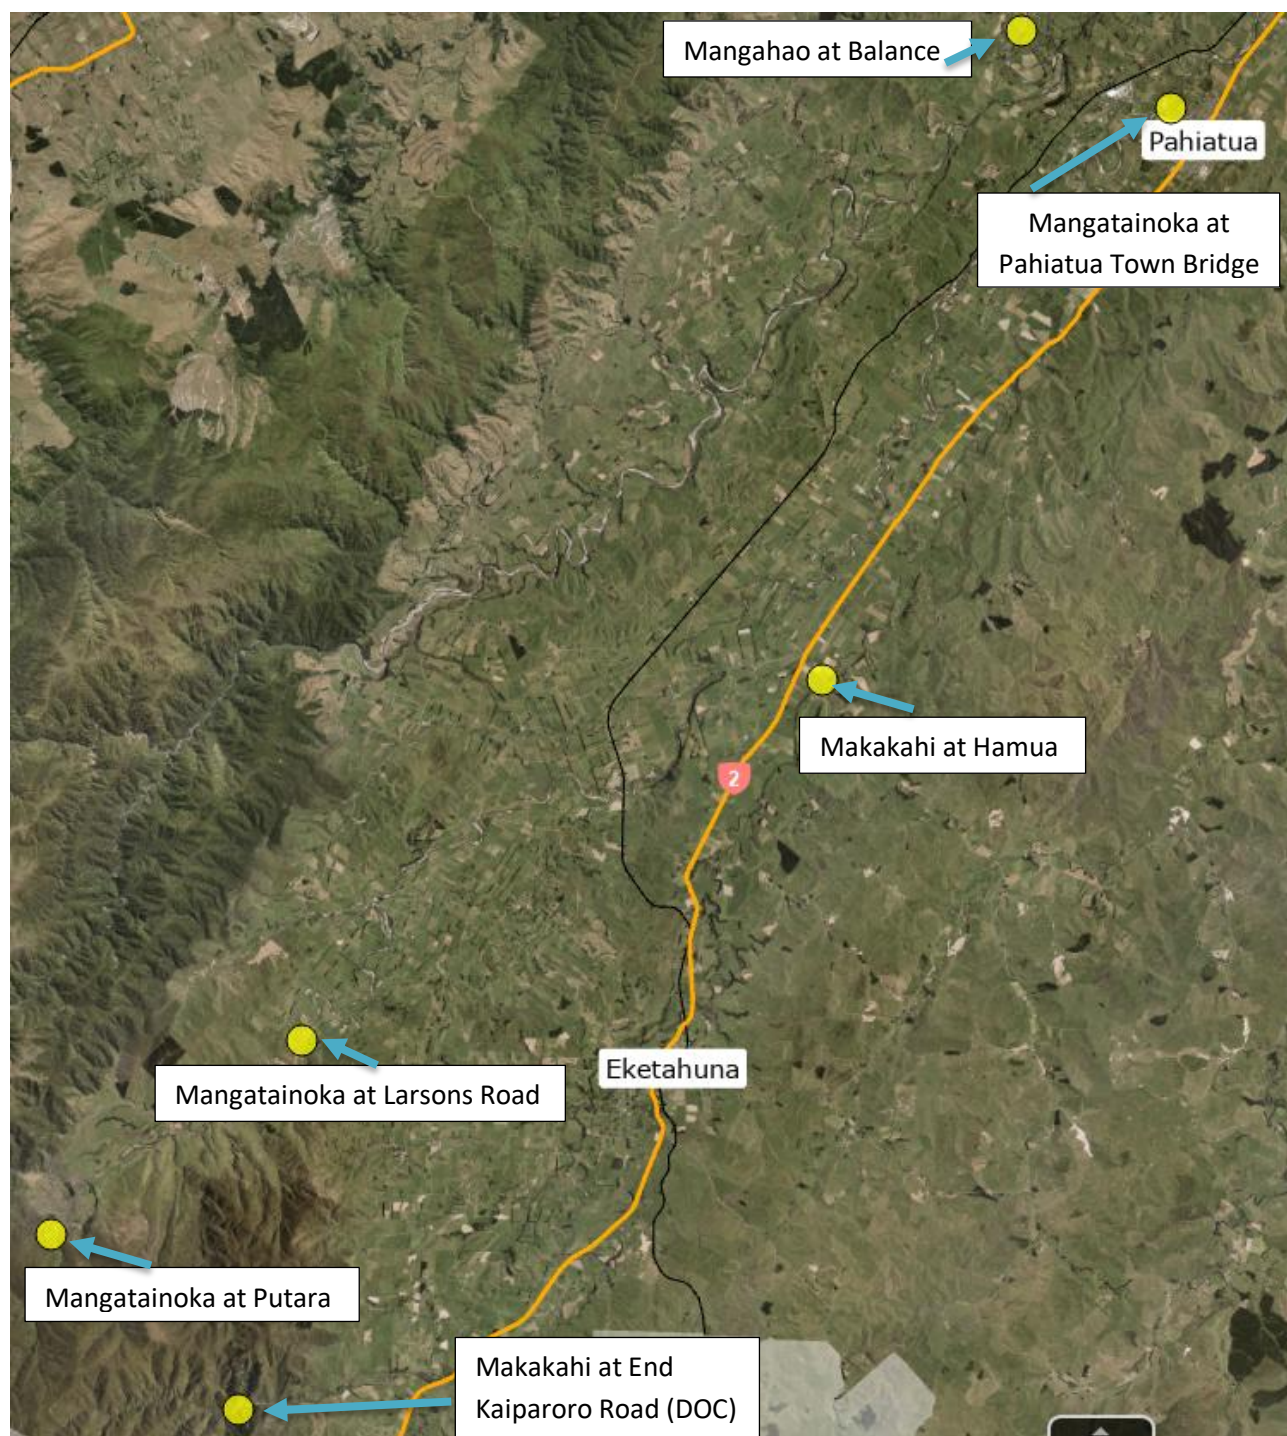 Mangahao at Balance
Pahiatua
Mangatainoka at
Pahiatua Town Bridge
Makakahi at Hamua
2
Eketahuna
Mangatainoka at Larsons Road
Mangatainoka at Putara
Makakahi at End
Kaiparoro Road (DOC)